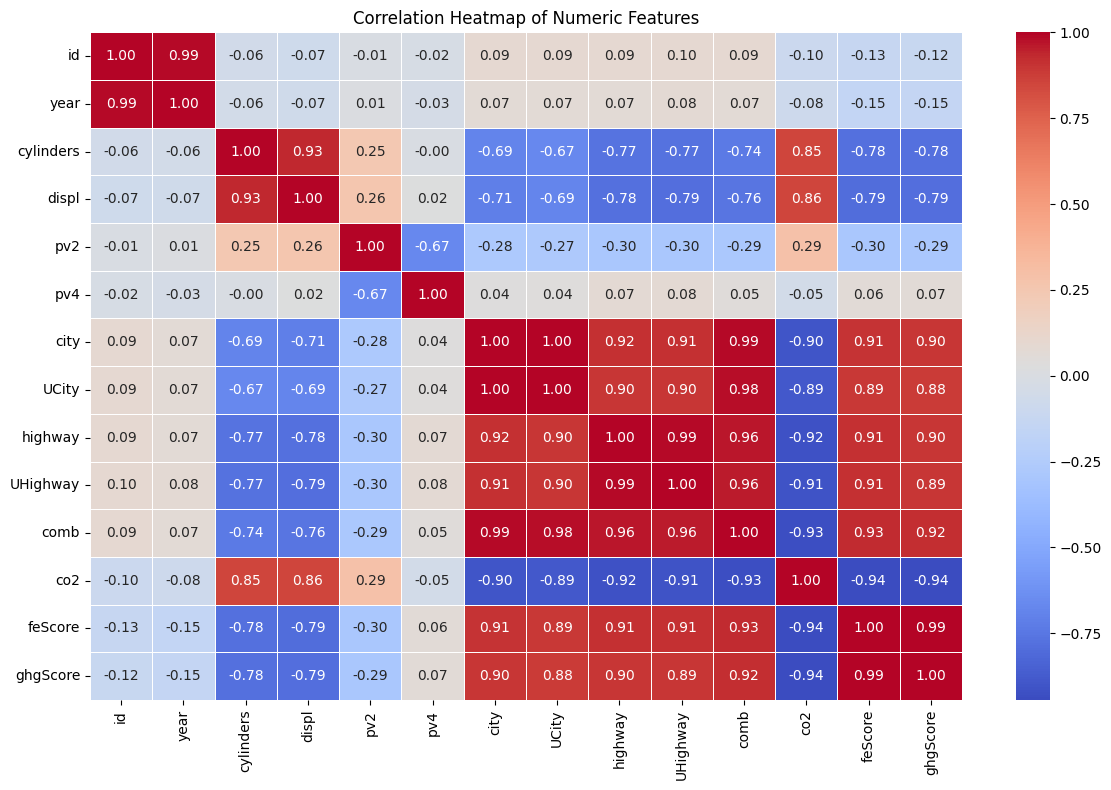 Correlation Heatmap of Numeric Features
id 1.00 0.99 -0.06 -0.07 -0.01 -0.02 0.09 0.09 0.09 0.10 0.09 -0.10 -0.13 -0.12
year 0.99 1.00 -0.06 -0.07 0.01 -0.03 0.07 0.07 0.07 0.08 0.07 -0.08 -0.15 -0.15
cylinders -0.06 -0.06 1.00 0.93 0.25 -0.00 -0.69 -0.67 -0.77 -0.77 -0.74 0.85 -0.78 -0.78
displ -0.07 -0.07 0.93 1.00 0.26 0.02 -0.71 -0.69 -0.78 -0.79 -0.76 0.86 -0.79 -0.79
pv2 -0.01 0.01 0.25 0.26 1.00 -0.67 -0.28 -0.27 -0.30 -0.30 -0.29 0.29 -0.30 -0.29
pv4 -0.02 -0.03 -0.00 0.02 -0.67 1.00 0.04 0.04 0.07 0.08 0.05 -0.05 0.06 0.07
city 0.09 0.07 -0.69 -0.71 -0.28 0.04 1.00 1.00 0.92 0.91 0.99 -0.90 0.91 0.90
UCity 0.09 0.07 -0.67 -0.69 -0.27 0.04 1.00 1.00 0.90 0.90 0.98 -0.89 0.89 0.88
highway 0.09 0.07 -0.77 -0.78 -0.30 0.07 0.92 0.90 1.00 0.99 0.96 -0.92 0.91 0.90
UHighway 0.10 0.08 -0.77 -0.79 -0.30 0.08 0.91 0.90 0.99 1.00 0.96 -0.91 0.91 0.89
comb 0.09 0.07 -0.74 -0.76 -0.29 0.05 0.99 0.98 0.96 0.96 1.00 -0.93 0.93 0.92
co2 -0.10 -0.08 0.85 0.86 0.29 -0.05 -0.90 -0.89 -0.92 -0.91 -0.93 1.00 -0.94 -0.94
feScore -0.13 -0.15 -0.78 -0.79 -0.30 0.06 0.91 0.89 0.91 0.91 0.93 -0.94 1.00 0.99
ghgScore -0.12 -0.15 -0.78 -0.79 -0.29 0.07 0.90 0.88 0.90 0.89 0.92 -0.94 0.99 1.00
id year cylinders displ pv2 pv4 city UCity highway UHighway comb co2 feScore ghgScore
1.00
0.75
0.50
0.25
0.00
−0.25
−0.50
−0.75